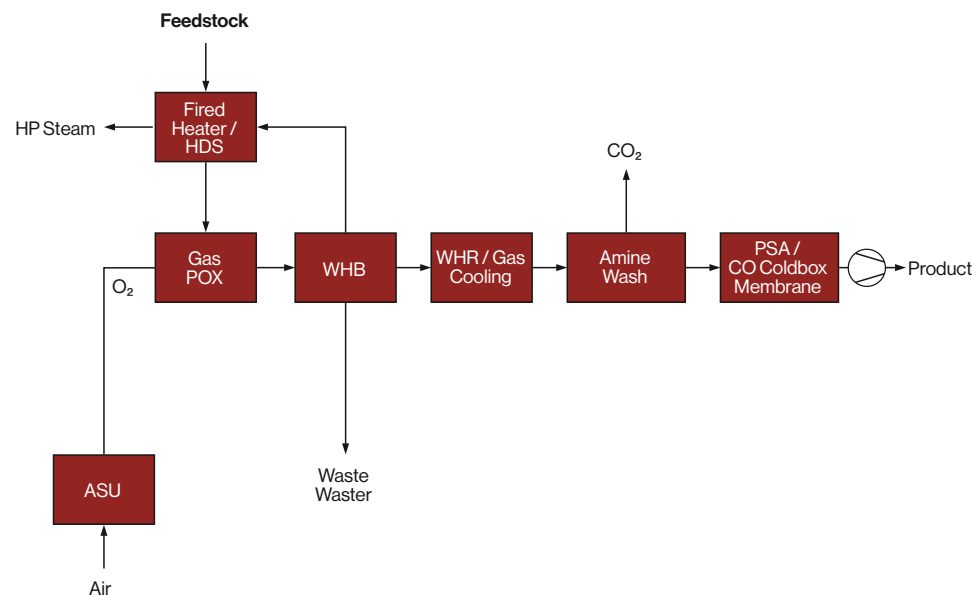 Feedstock
Fired
Heater /
HDS
HP Steam
CO₂
Gas
POX
WHB
WHR / Gas
Cooling
Amine
Wash
PSA /
CO Coldbox
Membrane
Product
O₂
ASU
Waste
Waster
Air